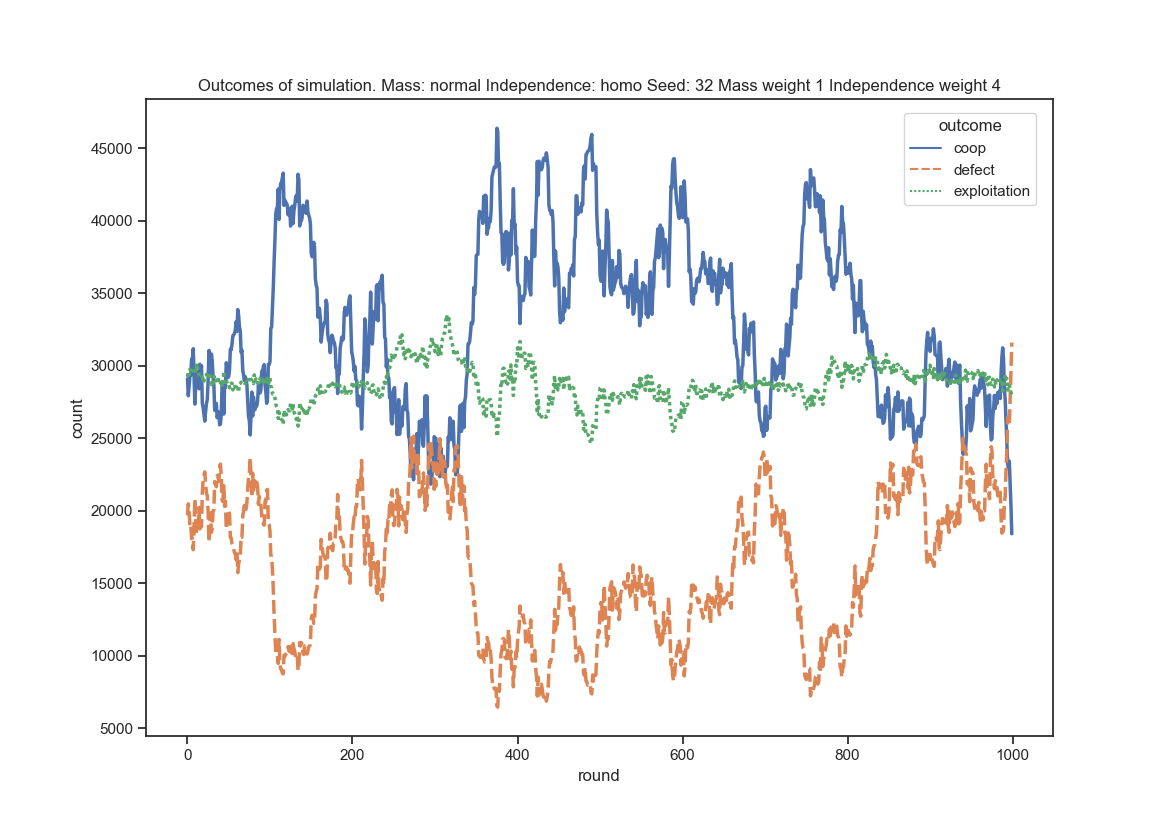 Outcomes of simulation. Mass: normal Independence: homo Seed: 32 Mass weight 1 Independence weight 4
outcome
coop
defect
exploitation
count
45000
40000
35000
30000
25000
20000
15000
10000
5000
0 200 400 600 800 1000
round